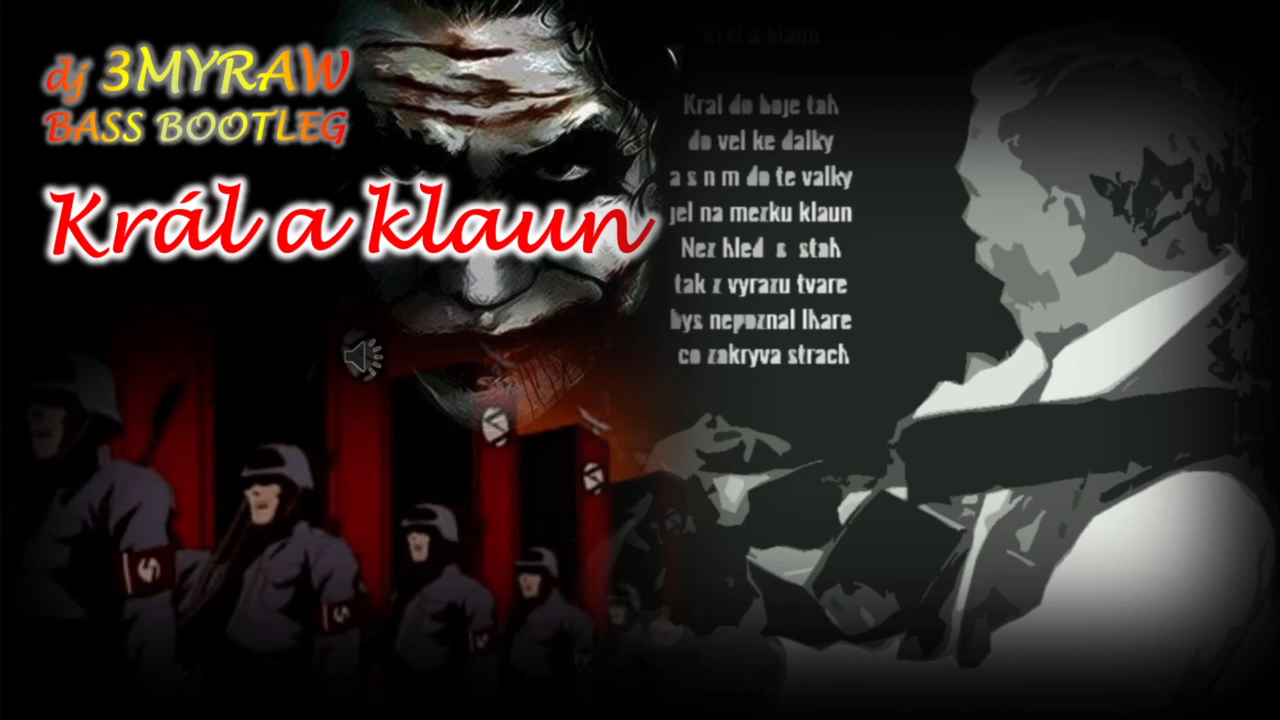 dj 3MYRAW
BASS BOOTLEG
Král a klaun
Kral a klaun
Kral do boje tah
do vel ke dalky
a s n m do te valky
jel na mezku klaun
Nez hled s stah
tak z vyrazu tvare
bys nepoznal lhare
co zakryva strach